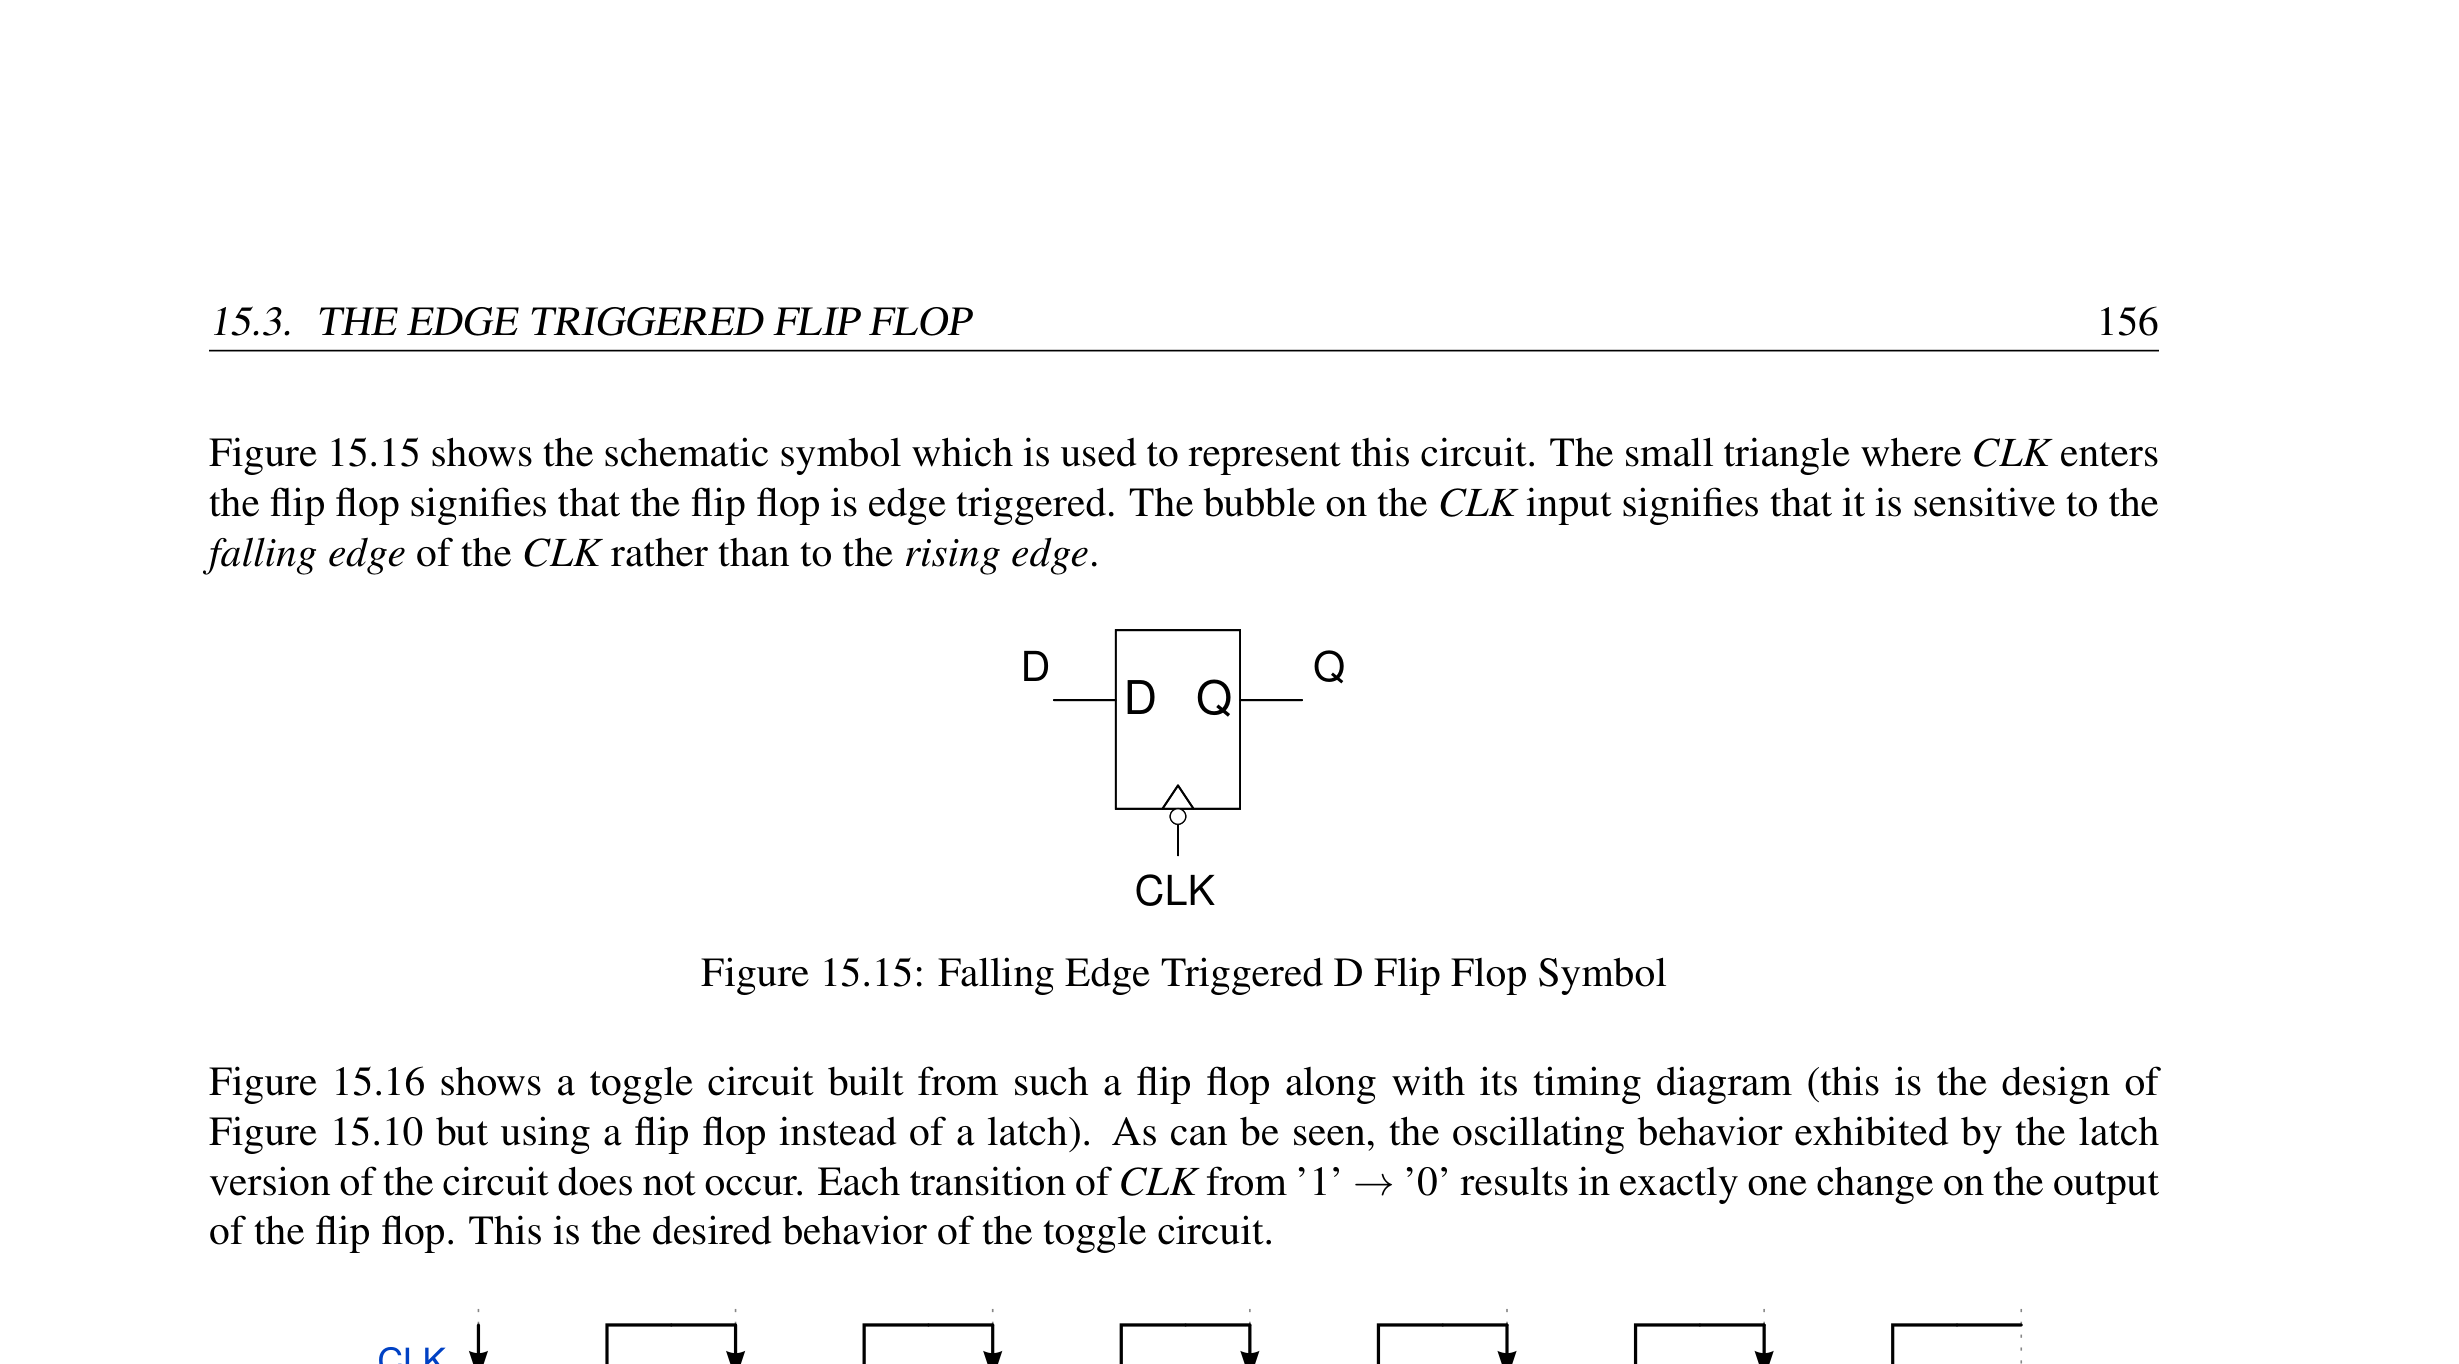 15.3. THE EDGE TRIGGERED FLIP FLOP 156
Figure 15.15 shows the schematic symbol which is used to represent this circuit. The small triangle where CLK enters
the flip flop signifies that the flip flop is edge triggered. The bubble on the CLK input signifies that it is sensitive to the
falling edge of the CLK rather than to the rising edge.
D Q
D Q
CLK
Figure 15.15: Falling Edge Triggered D Flip Flop Symbol
Figure 15.16 shows a toggle circuit built from such a flip flop along with its timing diagram (this is the design of
Figure 15.10 but using a flip flop instead of a latch). As can be seen, the oscillating behavior exhibited by the latch
version of the circuit does not occur. Each transition of CLK from ’1’ → ’0’ results in exactly one change on the output
of the flip flop. This is the desired behavior of the toggle circuit.
CLK